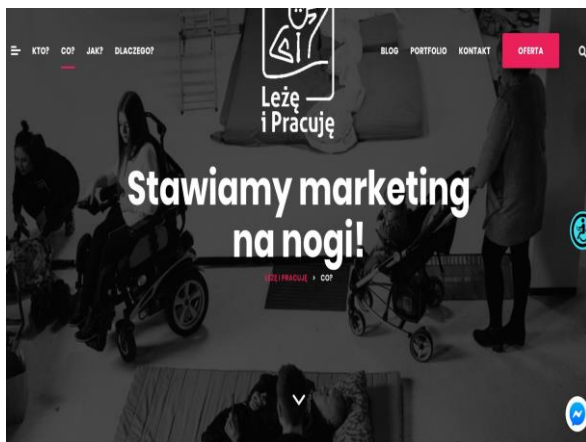 KTO? CO? JAK? DLACZEGO?
BLOG PORTFOLIO KONTAKT OFERTA
Leżę
i Pracuję
Stawiamy marketing
na nogi!
LEŻĘ I PRACUJĘ > CO?